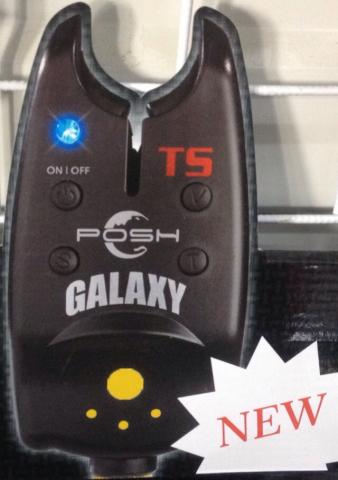 TS
ON | OFF
V
POSH
S
T
GALAXY
NEW